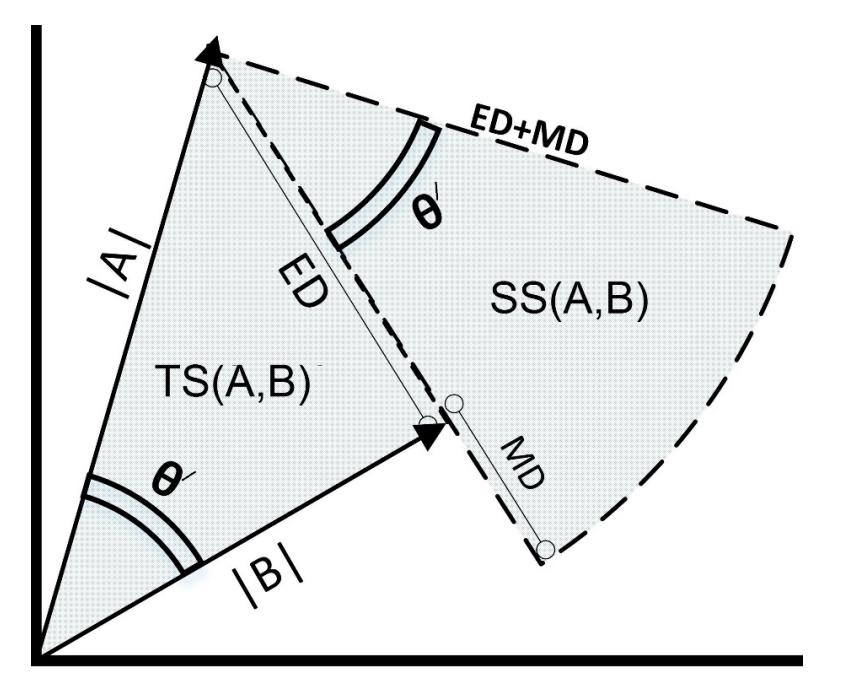 ED+MD
θ′
|A|
ED
SS(A,B)
TS(A,B)
MD
θ′
|B|